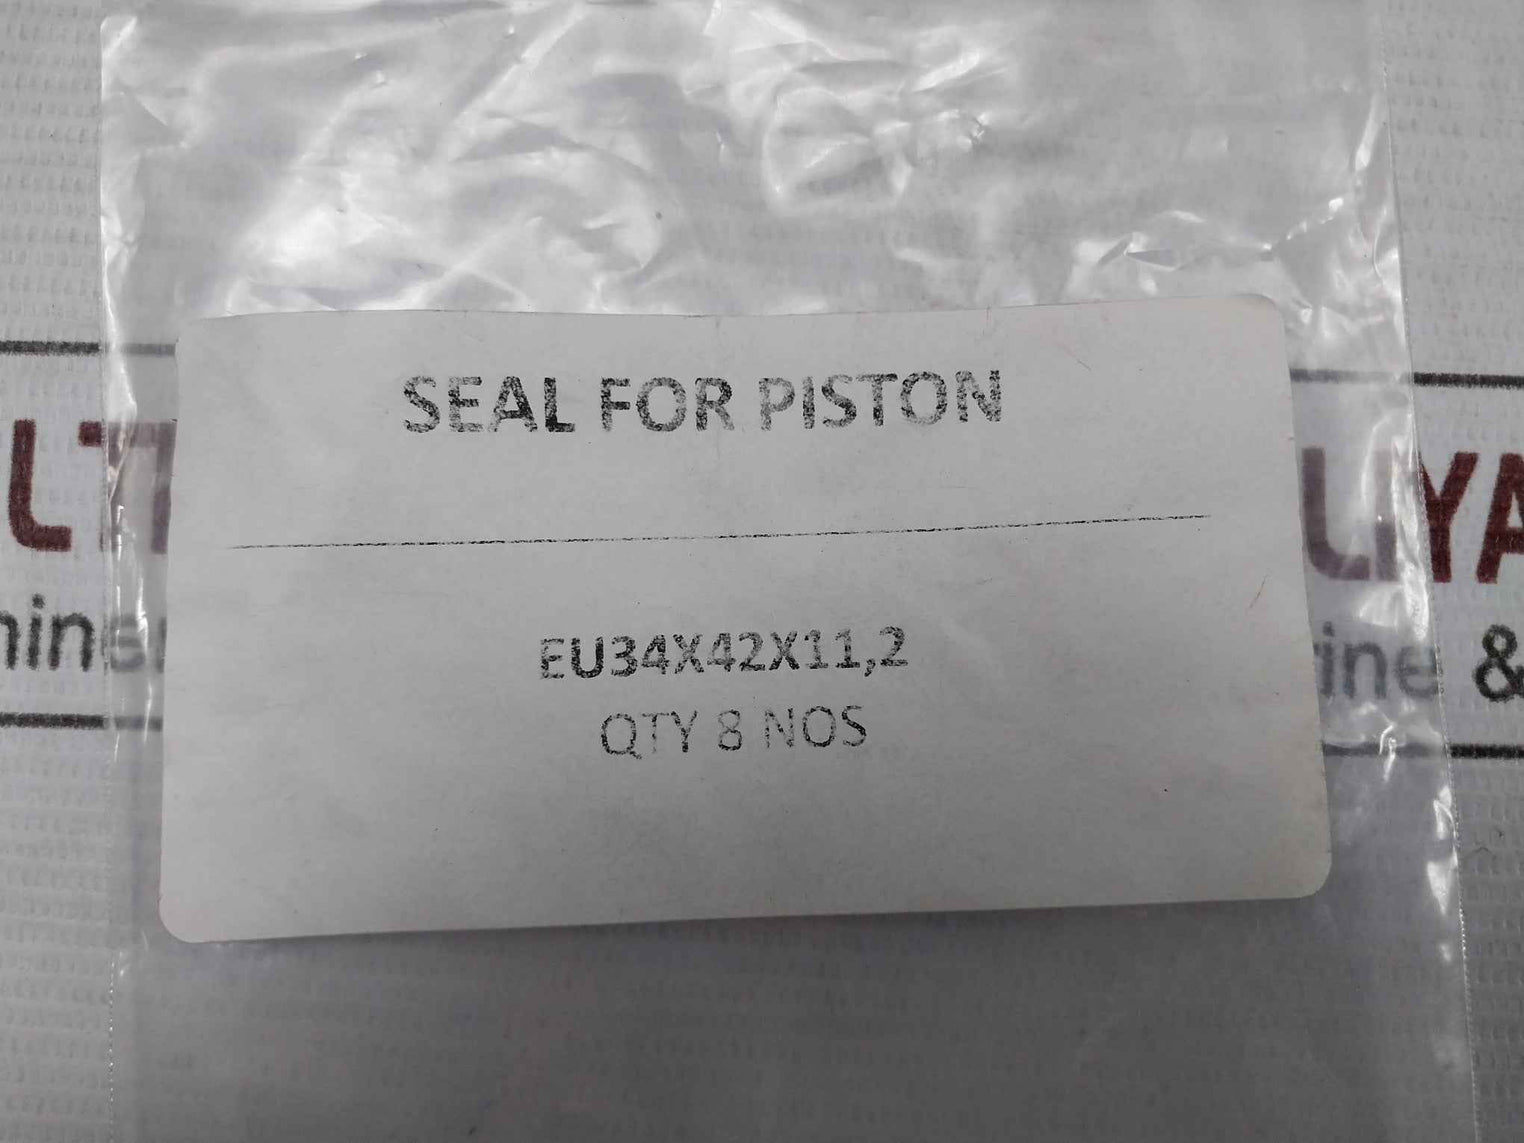 SEAL FOR PISTON
EU34X42X11,2
QTY 8 NOS
&